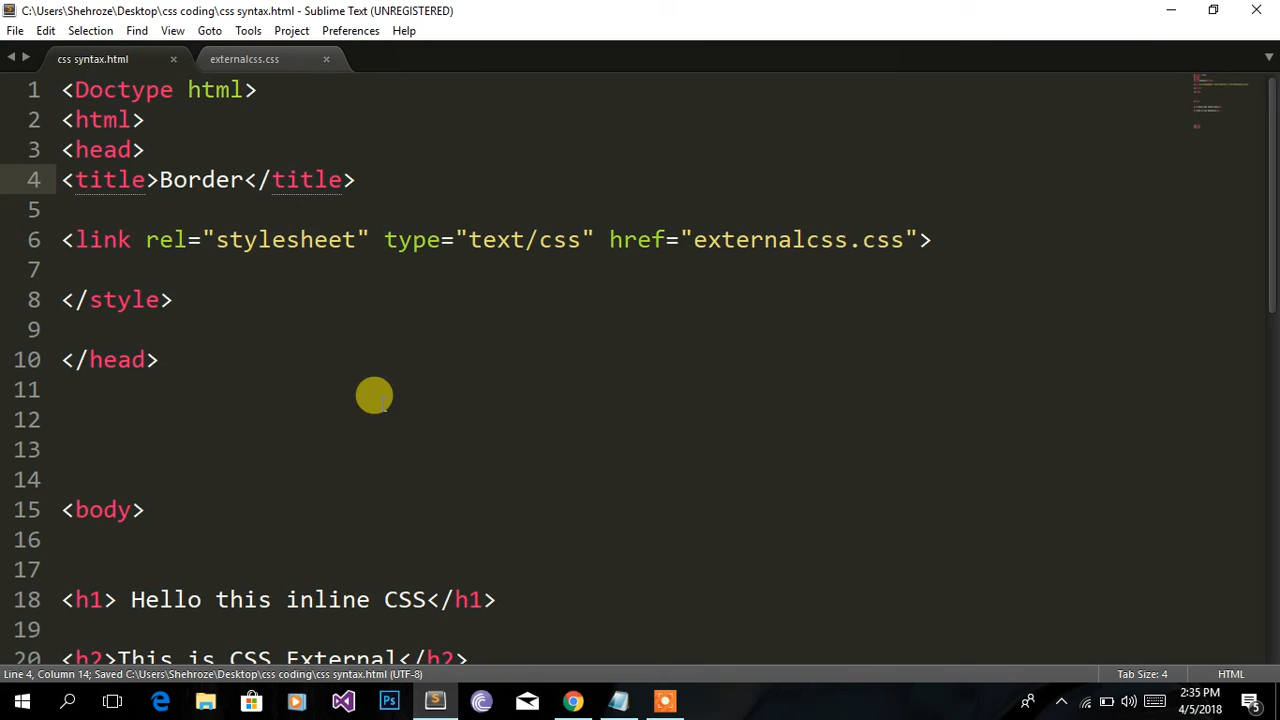 C:\Users\Shehroze\Desktop\css coding\css syntax.html - Sublime Text (UNREGISTERED)
File Edit Selection Find View Goto Tools Project Preferences Help
css syntax.html × externalcss.css ×
1 <Doctype html>
2 <html>
3 <head>
4 <title>Border</title>
5
6 <link rel="stylesheet" type="text/css" href="externalcss.css">
7
8 </style>
9
10 </head>
11
12
13
14
15 <body>
16
17
18 <h1> Hello this inline CSS</h1>
19
20 <h2>This is CSS External</h2>
Line 4, Column 14; Saved C:\Users\Shehroze\Desktop\css coding\css syntax.html (UTF-8) Tab Size: 4 HTML
2:35 PM
4/5/2018
5